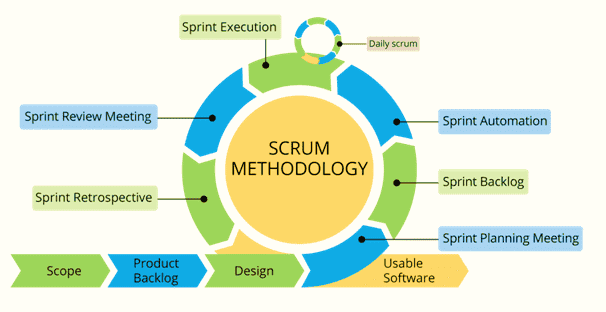 Sprint Execution
Daily scrum
Sprint Review Meeting
Sprint Automation
SCRUM
METHODOLOGY
Sprint Backlog
Sprint Retrospective
Sprint Planning Meeting
Scope
Product
Backlog
Design
Usable
Software